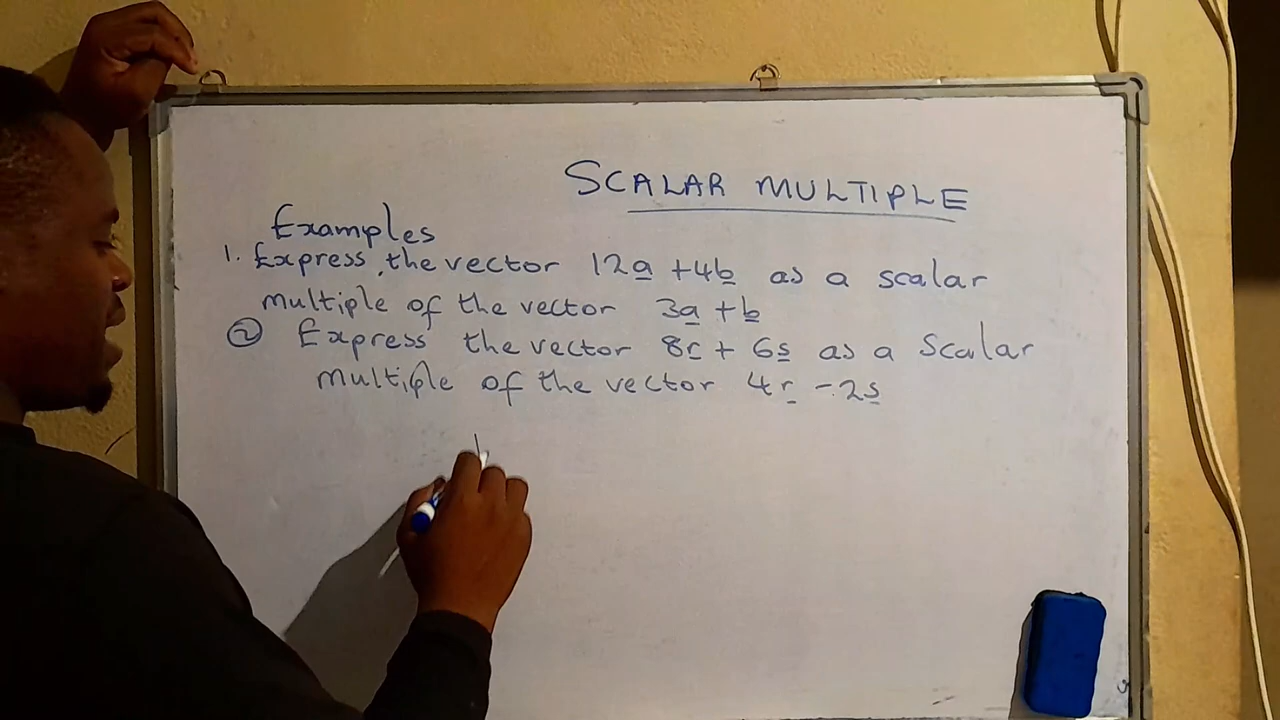 SCALAR MULTIPLE
Examples
1. Express the vector 12a + 4b as a scalar
multiple of the vector 3a + b
② Express the vector 8r + 6s as a Scalar
multiple of the vector 4r - 2s